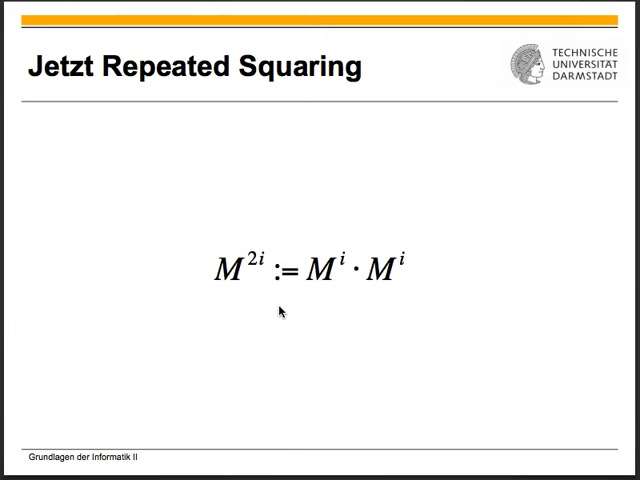 Jetzt Repeated Squaring
TECHNISCHE
UNIVERSITÄT
DARMSTADT
M^{2i} := M^i · M^i
Grundlagen der Informatik II